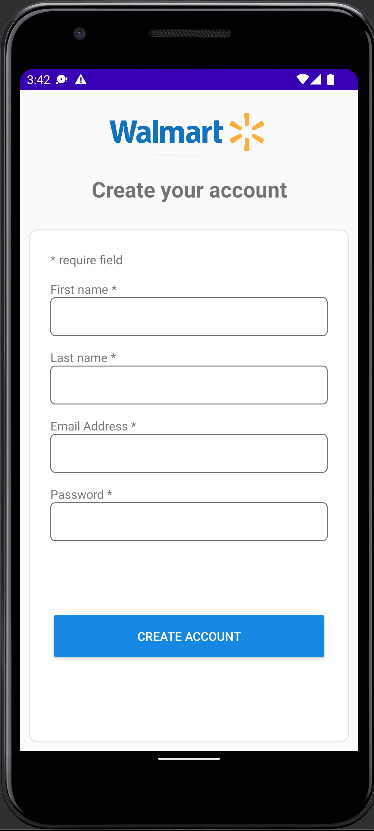 3:42
Walmart
Create your account
* require field
First name *
Last name *
Email Address *
Password *
CREATE ACCOUNT